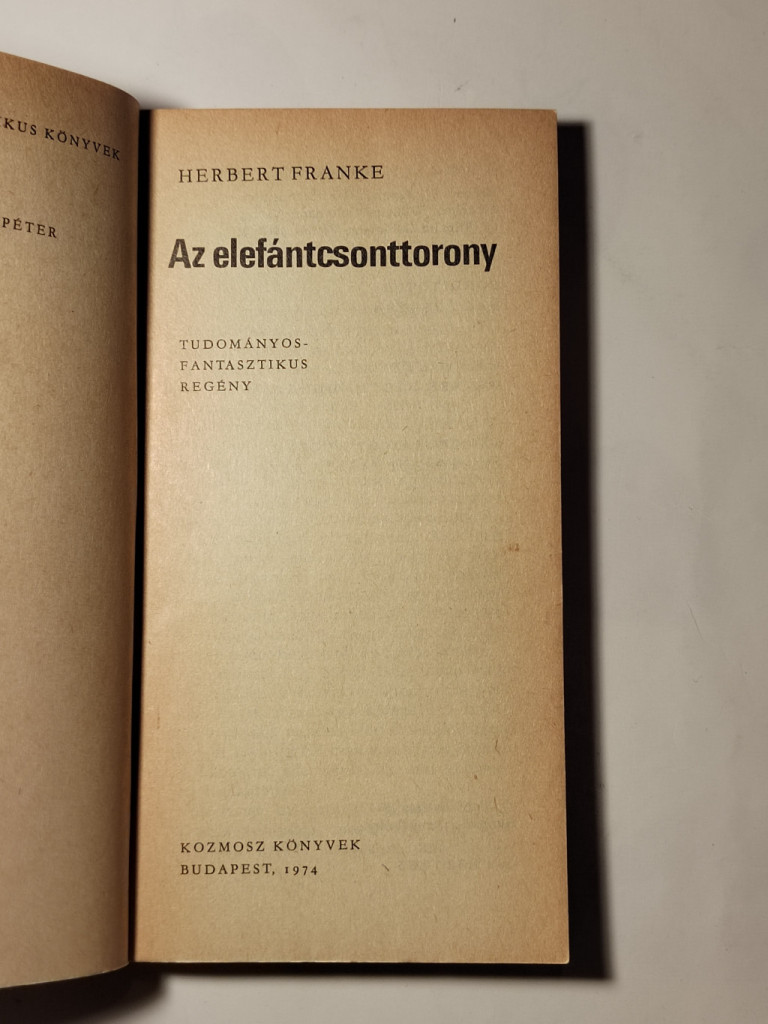 KUS KÖNYVEK
PÉTER
HERBERT FRANKE
Az elefántcsonttorony
TUDOMÁNYOS-
FANTASZTIKUS
REGÉNY
KOZMOSZ KÖNYVEK
BUDAPEST, 1974